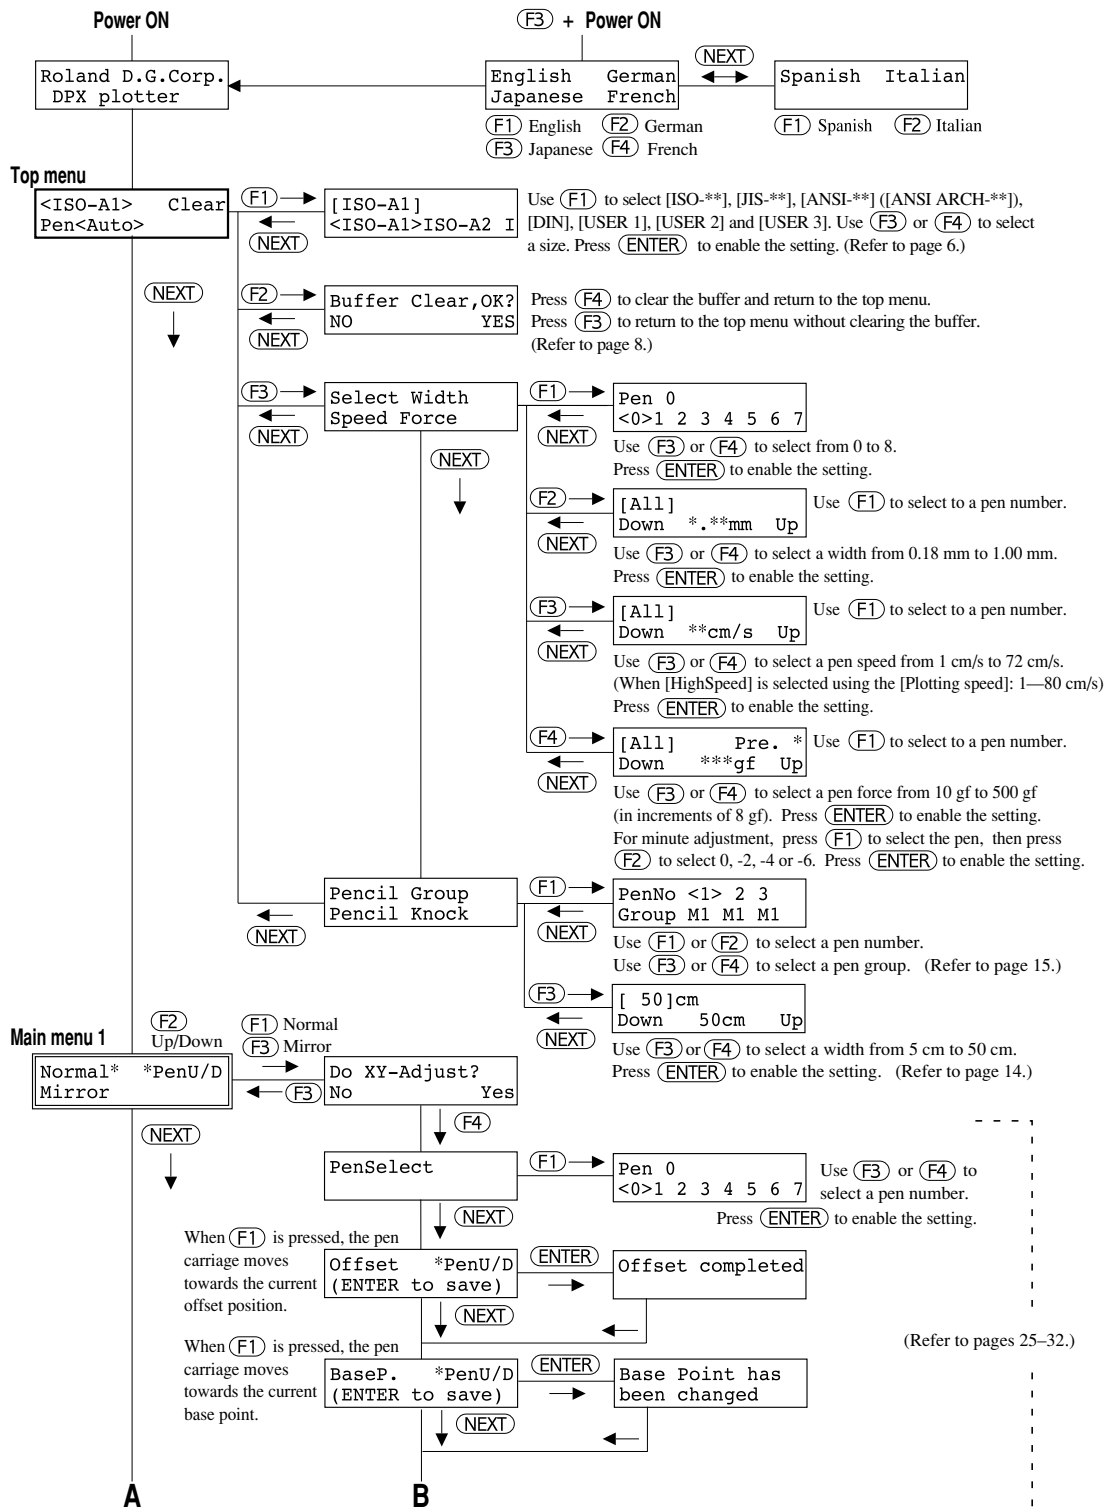 Power ON
F3 + Power ON
Roland D.G.Corp.
DPX plotter
English German
Japanese French
NEXT
Spanish Italian
F1 English F2 German
F3 Japanese F4 French
F1 Spanish F2 Italian
Top menu
<ISO-A1> Clear
Pen<Auto>
F1
NEXT
[ISO-A1]
<ISO-A1>ISO-A2 I
Use F1 to select [ISO-**], [JIS-**], [ANSI-**] ([ANSI ARCH-**]),
[DIN], [USER 1], [USER 2] and [USER 3]. Use F3 or F4 to select
a size. Press ENTER to enable the setting. (Refer to page 6.)
NEXT
F2
NEXT
Buffer Clear,OK?
NO YES
Press F4 to clear the buffer and return to the top menu.
Press F3 to return to the top menu without clearing the buffer.
(Refer to page 8.)
F3
NEXT
Select Width
Speed Force
NEXT
F1
NEXT
Pen 0
<0>1 2 3 4 5 6 7
Use F3 or F4 to select from 0 to 8.
Press ENTER to enable the setting.
F2
NEXT
[All]
Down *.**mm Up
Use F1 to select to a pen number.
Use F3 or F4 to select a width from 0.18 mm to 1.00 mm.
Press ENTER to enable the setting.
F3
NEXT
[All]
Down **cm/s Up
Use F1 to select to a pen number.
Use F3 or F4 to select a pen speed from 1 cm/s to 72 cm/s.
(When [HighSpeed] is selected using the [Plotting speed]: 1—80 cm/s)
Press ENTER to enable the setting.
F4
NEXT
[All] Pre. *
Down ***gf Up
Use F1 to select to a pen number.
Use F3 or F4 to select a pen force from 10 gf to 500 gf
(in increments of 8 gf). Press ENTER to enable the setting.
For minute adjustment, press F1 to select the pen, then press
F2 to select 0, -2, -4 or -6. Press ENTER to enable the setting.
NEXT
Pencil Group
Pencil Knock
F1
NEXT
PenNo <1> 2 3
Group M1 M1 M1
Use F1 or F2 to select a pen number.
Use F3 or F4 to select a pen group. (Refer to page 15.)
F3
NEXT
[ 50]cm
Down 50cm Up
Use F3 or F4 to select a width from 5 cm to 50 cm.
Press ENTER to enable the setting. (Refer to page 14.)
Main menu 1
F2
Up/Down
F1 Normal
F3 Mirror
Normal* *PenU/D
Mirror
F3
Do XY-Adjust?
No Yes
NEXT
F4
PenSelect
F1
Pen 0
<0>1 2 3 4 5 6 7
Use F3 or F4 to
select a pen number.
Press ENTER to enable the setting.
NEXT
When F1 is pressed, the pen
carriage moves
towards the current
offset position.
Offset *PenU/D
(ENTER to save)
ENTER
Offset completed
NEXT
(Refer to pages 25–32.)
When F1 is pressed, the pen
carriage moves
towards the current
base point.
BaseP. *PenU/D
(ENTER to save)
ENTER
Base Point has
been changed
NEXT
A
B